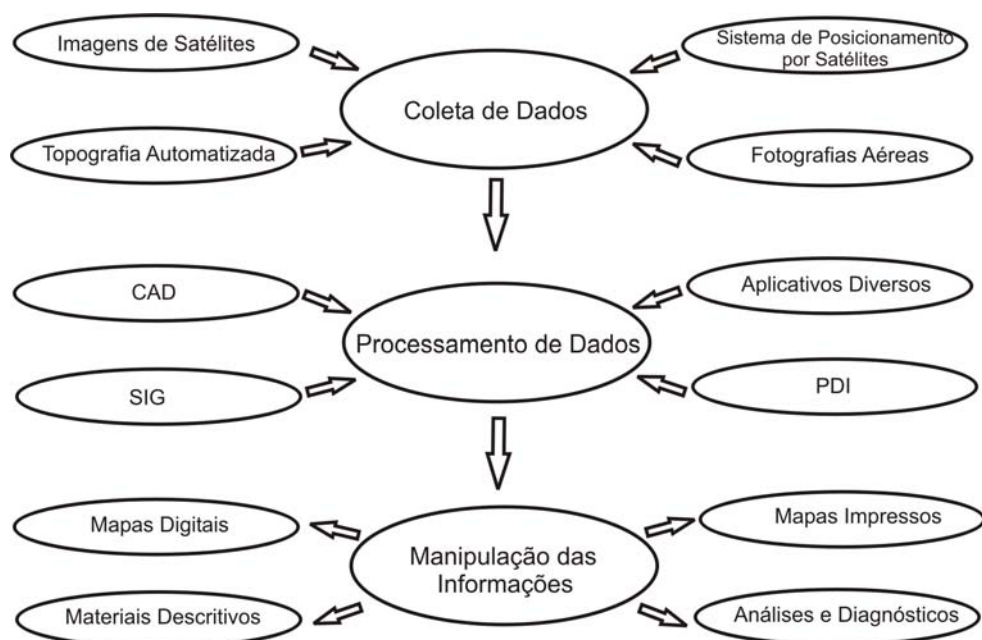 Imagens de Satélites
Sistema de Posicionamento
por Satélites
Coleta de Dados
Topografia Automatizada
Fotografias Aéreas
CAD
Aplicativos Diversos
Processamento de Dados
SIG
PDI
Mapas Digitais
Mapas Impressos
Manipulação das
Informações
Materiais Descritivos
Análises e Diagnósticos